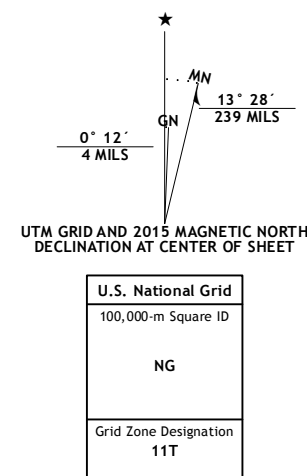 ★
MN
GN
13° 28´
239 MILS
0° 12´
4 MILS
UTM GRID AND 2015 MAGNETIC NORTH
DECLINATION AT CENTER OF SHEET
U.S. National Grid
100,000-m Square ID
NG
Grid Zone Designation
11T